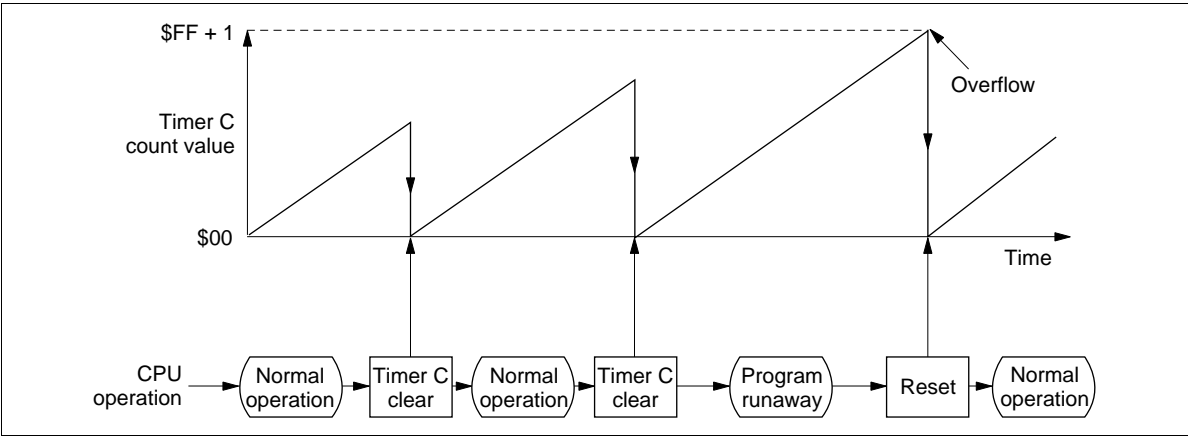 $FF + 1
Overflow
Timer C
count value
$00
Time
CPU
operation
Normal
operation
Timer C
clear
Normal
operation
Timer C
clear
Program
runaway
Reset
Normal
operation